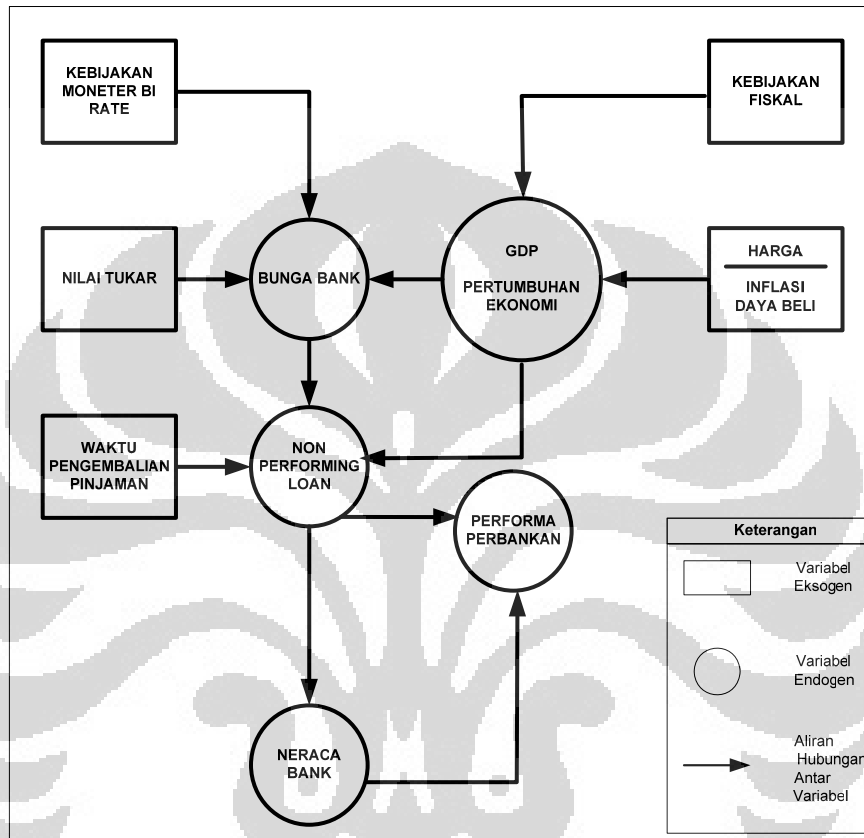 KEBIJAKAN
MONETER BI
RATE
KEBIJAKAN
FISKAL
NILAI TUKAR
BUNGA BANK
GDP
PERTUMBUHAN
EKONOMI
HARGA
INFLASI
DAYA BELI
WAKTU
PENGEMBALIAN
PINJAMAN
NON
PERFORMING
LOAN
PERFORMA
PERBANKAN
NERACA
BANK
Keterangan
Variabel
Eksogen
Variabel
Endogen
Aliran
Hubungan
Antar
Variabel